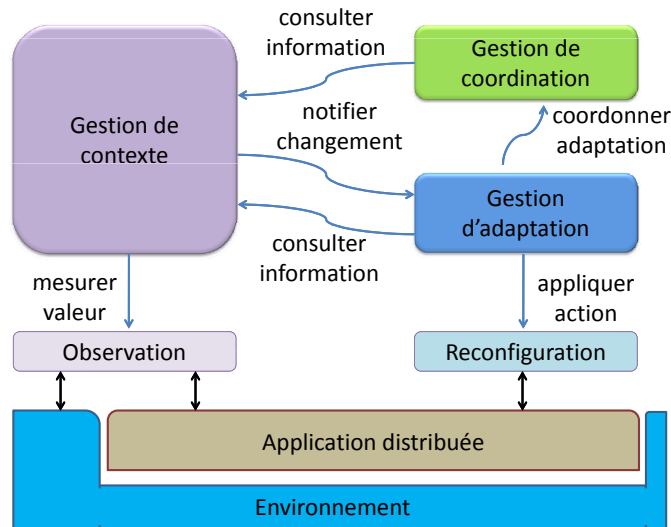 consulter
information
Gestion de
coordination
Gestion de
contexte
notifier
changement
coordonner
adaptation
Gestion
d'adaptation
consulter
information
mesurer
valeur
appliquer
action
Observation
Reconfiguration
Application distribuée
Environnement